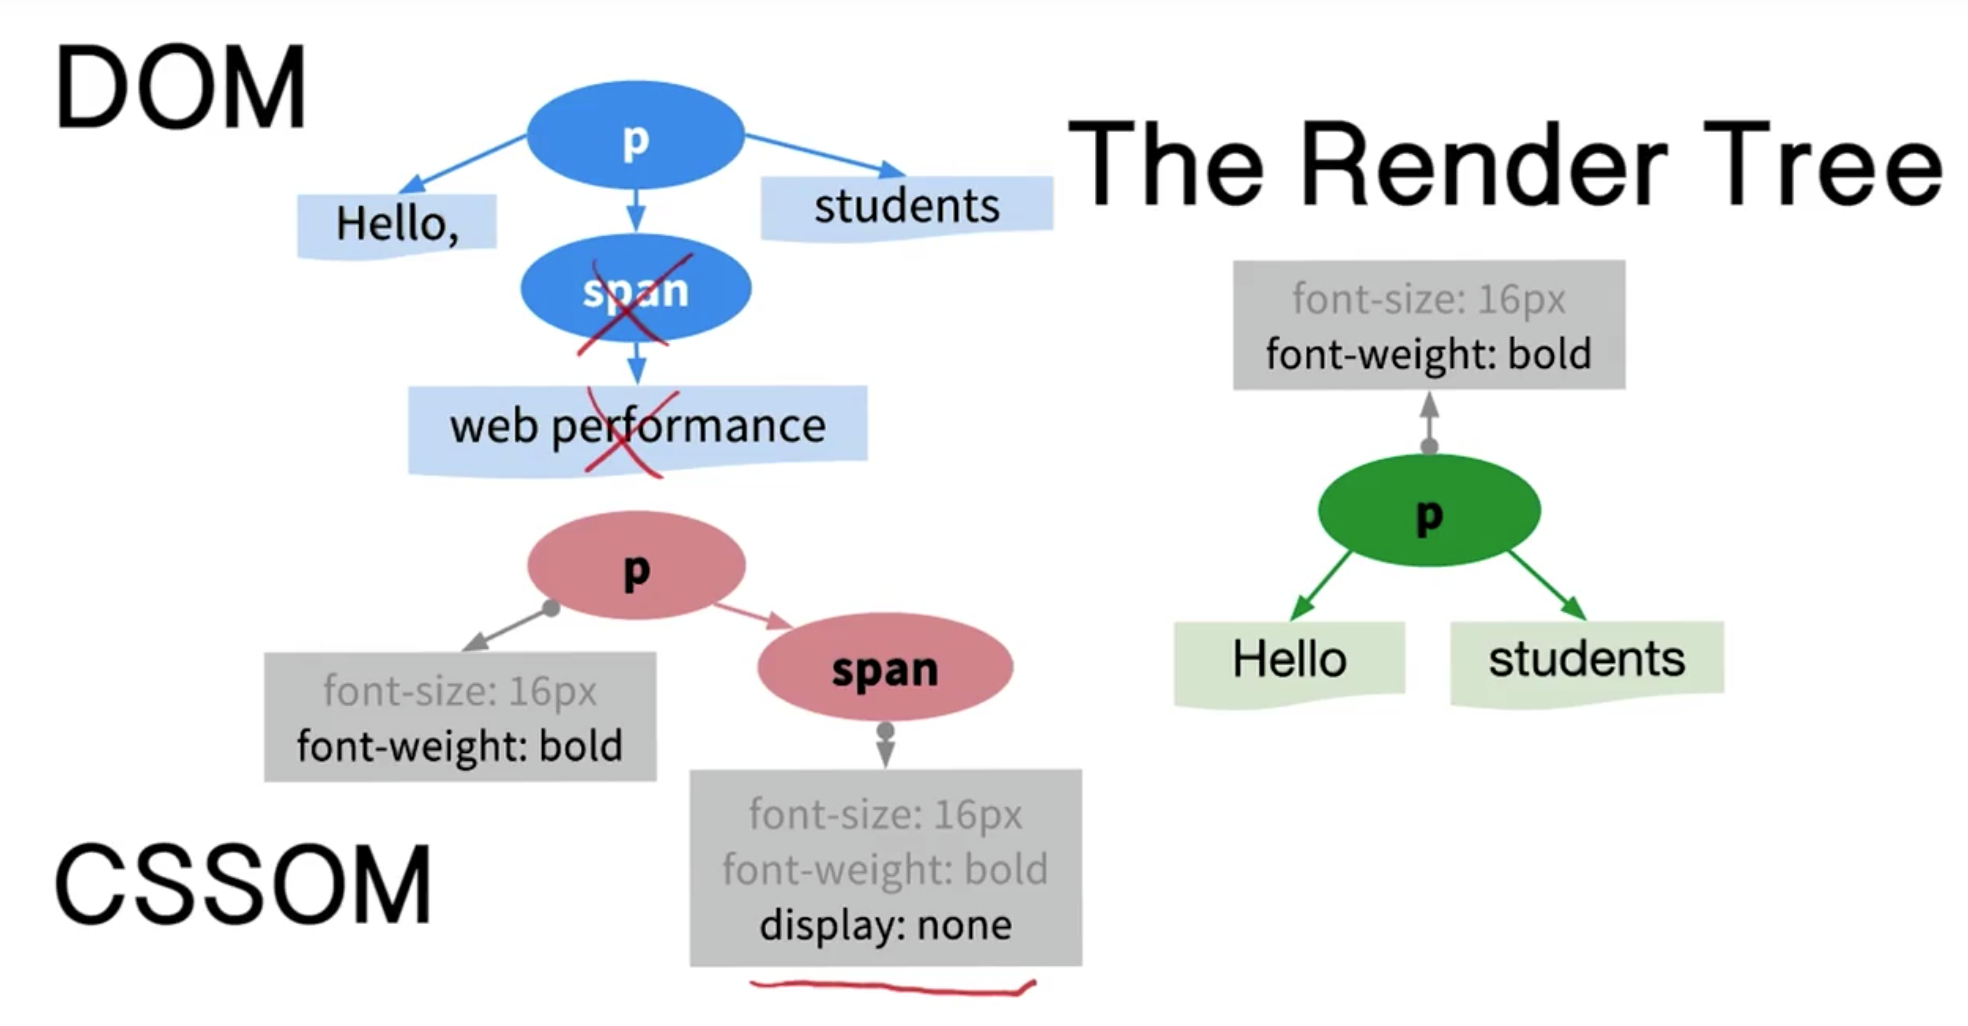 DOM
p
Hello,
students
span
web performance
p
span
font-size: 16px
font-weight: bold
font-size: 16px
font-weight: bold
display: none
CSSOM
The Render Tree
font-size: 16px
font-weight: bold
p
Hello
students